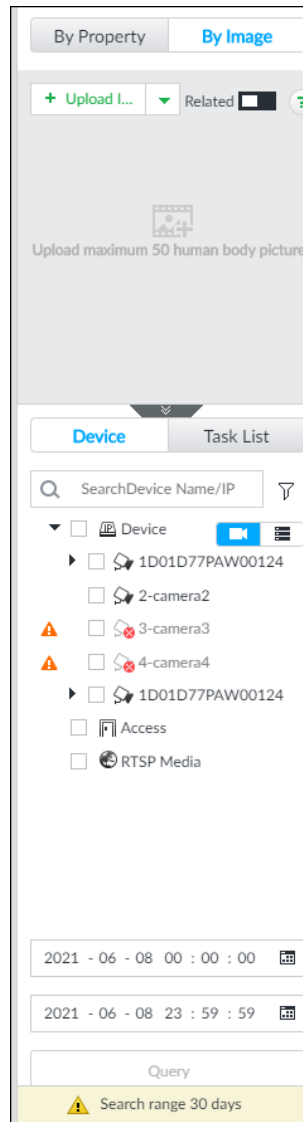 By Property By Image
+ Upload I... Related
Upload maximum 50 human body picture
Device Task List
SearchDevice Name/IP
Device
1D01D77PAW00124
2-camera2
3-camera3
4-camera4
1D01D77PAW00124
Access
RTSP Media
2021 - 06 - 08 00 : 00 : 00
2021 - 06 - 08 23 : 59 : 59
Query
Search range 30 days